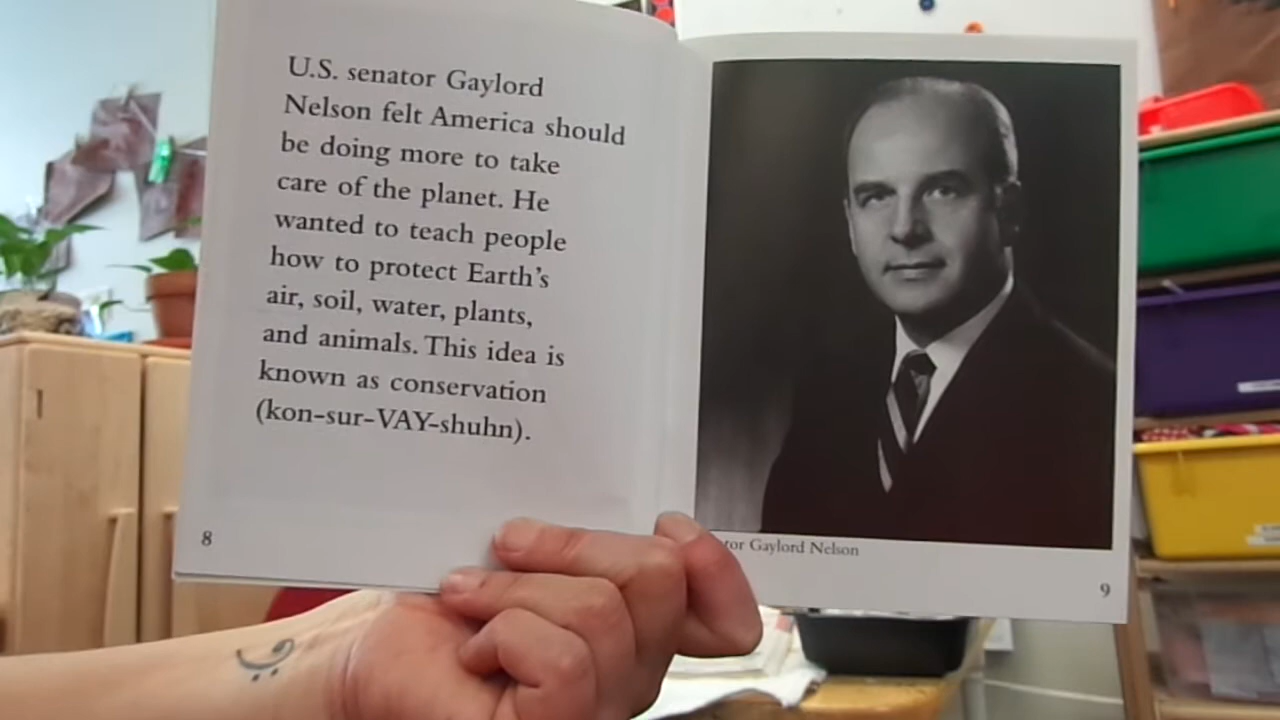 U.S. senator Gaylord
Nelson felt America should
be doing more to take
care of the planet. He
wanted to teach people
how to protect Earth's
air, soil, water, plants,
and animals. This idea is
known as conservation
(kon-sur-VAY-shuhn).
8
Gaylord Nelson
9